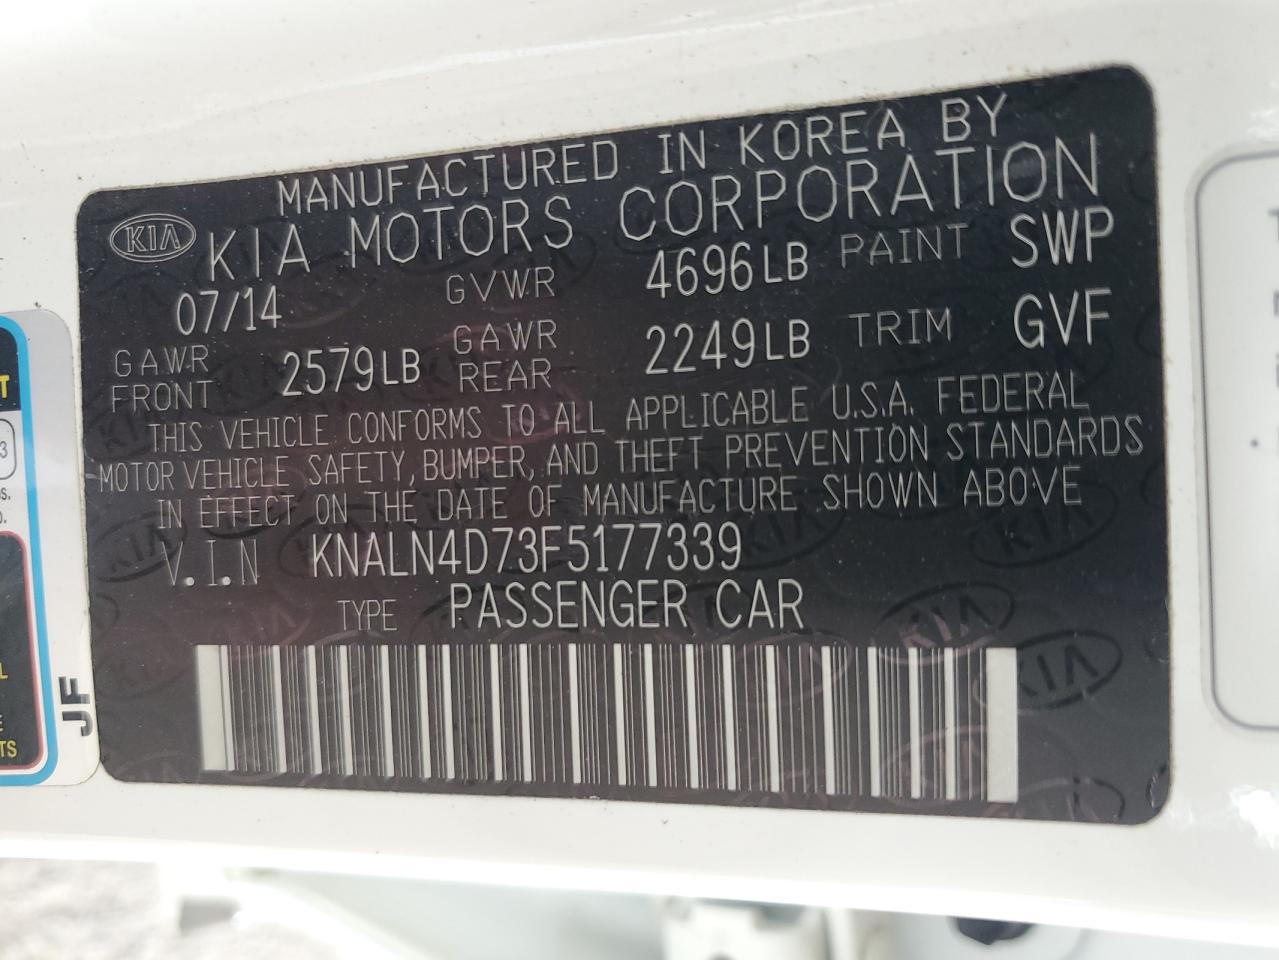 MANUFACTURED IN KOREA BY
KIA KIA MOTORS CORPORATION
07/14 GVWR 4696LB PAINT SWP
GAWR FRONT 2579LB GAWR REAR 2249LB TRIM GVF
THIS VEHICLE CONFORMS TO ALL APPLICABLE U.S.A. FEDERAL
MOTOR VEHICLE SAFETY, BUMPER, AND THEFT PREVENTION STANDARDS
IN EFFECT ON THE DATE OF MANUFACTURE SHOWN ABOVE
V.I.N KNALN4D73F5177339
TYPE PASSENGER CAR
JF